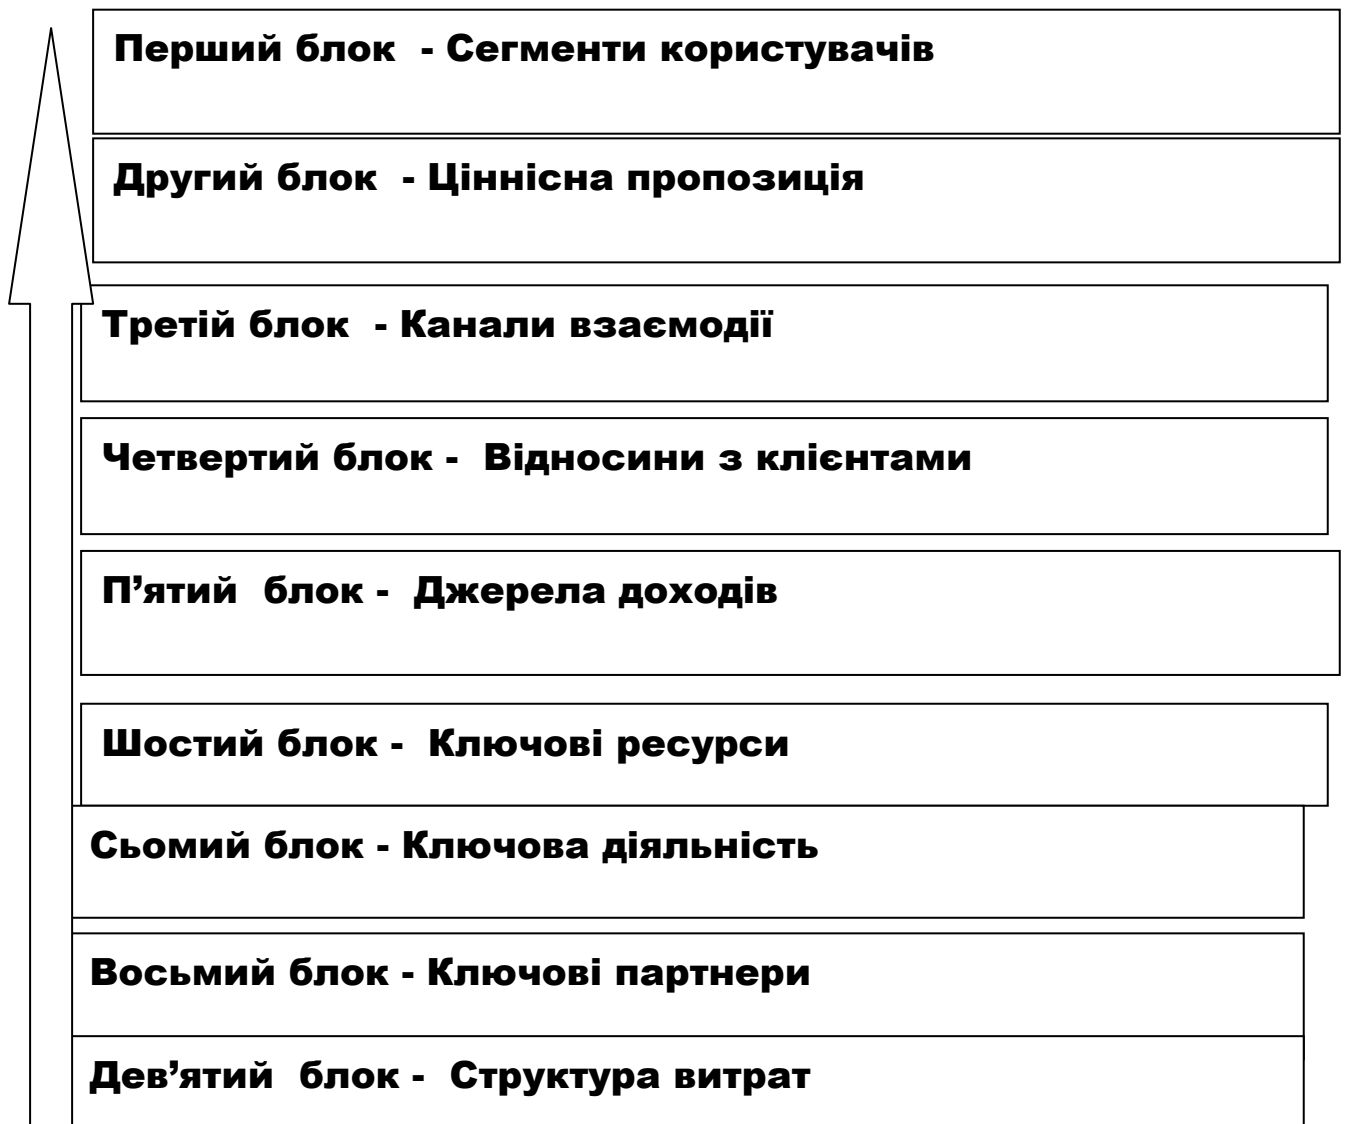 Перший блок  - Сегменти користувачів
Другий блок  - Ціннісна пропозиція
Третій блок  - Канали взаємодії
Четвертий блок -  Відносини з клієнтами
П’ятий  блок -  Джерела доходів
Шостий блок -  Ключові ресурси
Сьомий блок - Ключова діяльність
Восьмий блок - Ключові партнери
Дев’ятий  блок -  Структура витрат